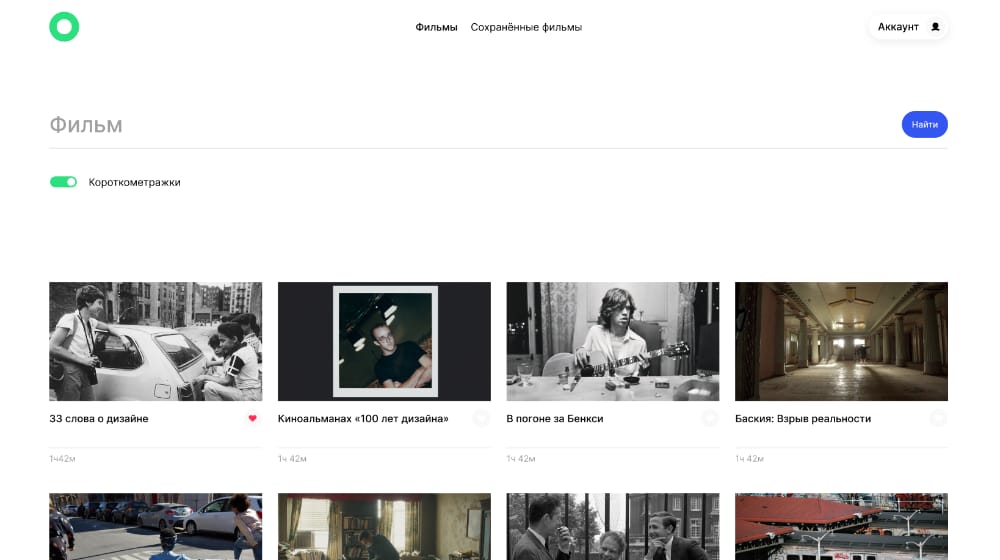 Фильмы Сохранённые фильмы Аккаунт
Фильм Найти
Короткометражки
33 слова о дизайне
Киноальманах «100 лет дизайна»
В погоне за Бенкси
Баския: Взрыв реальности
1ч42м
1ч 42м
1ч 42м
1ч 42м